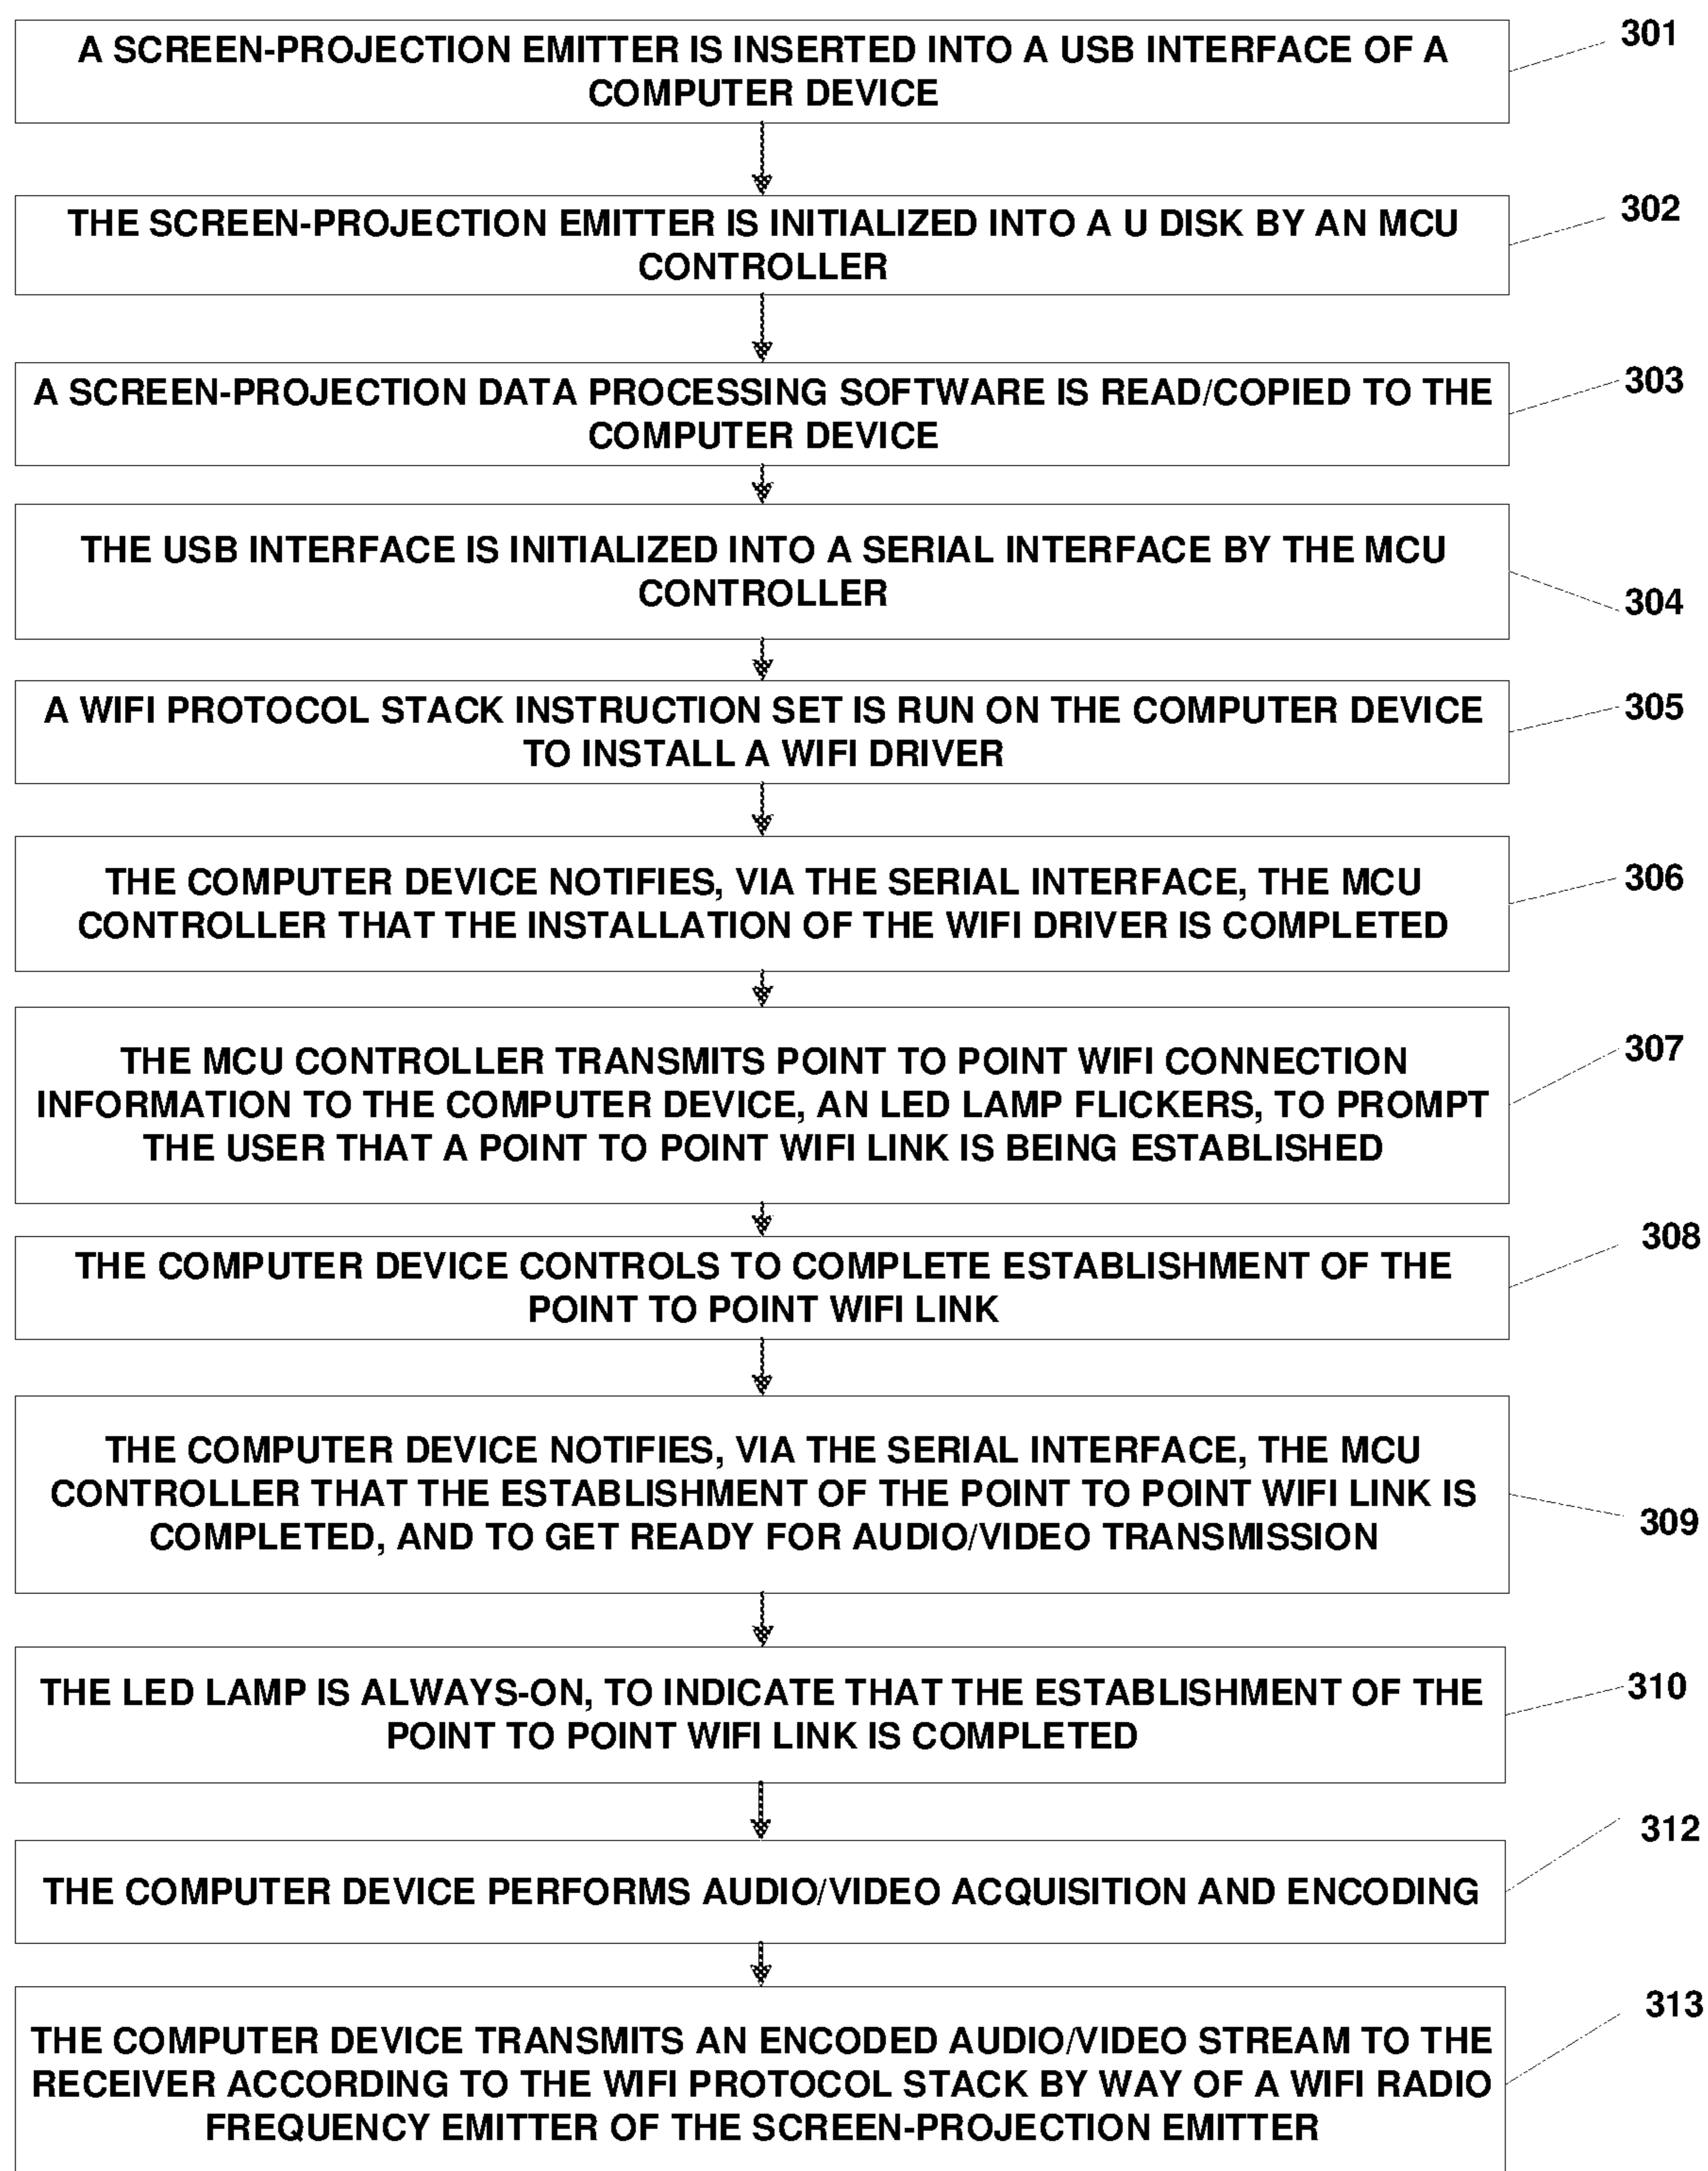 A SCREEN-PROJECTION EMITTER IS INSERTED INTO A USB INTERFACE OF A
COMPUTER DEVICE
301
THE SCREEN-PROJECTION EMITTER IS INITIALIZED INTO A U DISK BY AN MCU
CONTROLLER
302
A SCREEN-PROJECTION DATA PROCESSING SOFTWARE IS READ/COPIED TO THE
COMPUTER DEVICE
303
THE USB INTERFACE IS INITIALIZED INTO A SERIAL INTERFACE BY THE MCU
CONTROLLER
304
A WIFI PROTOCOL STACK INSTRUCTION SET IS RUN ON THE COMPUTER DEVICE
TO INSTALL A WIFI DRIVER
305
THE COMPUTER DEVICE NOTIFIES, VIA THE SERIAL INTERFACE, THE MCU
CONTROLLER THAT THE INSTALLATION OF THE WIFI DRIVER IS COMPLETED
306
THE MCU CONTROLLER TRANSMITS POINT TO POINT WIFI CONNECTION
INFORMATION TO THE COMPUTER DEVICE, AN LED LAMP FLICKERS, TO PROMPT
THE USER THAT A POINT TO POINT WIFI LINK IS BEING ESTABLISHED
307
THE COMPUTER DEVICE CONTROLS TO COMPLETE ESTABLISHMENT OF THE
POINT TO POINT WIFI LINK
308
THE COMPUTER DEVICE NOTIFIES, VIA THE SERIAL INTERFACE, THE MCU
CONTROLLER THAT THE ESTABLISHMENT OF THE POINT TO POINT WIFI LINK IS
COMPLETED, AND TO GET READY FOR AUDIO/VIDEO TRANSMISSION
309
THE LED LAMP IS ALWAYS-ON, TO INDICATE THAT THE ESTABLISHMENT OF THE
POINT TO POINT WIFI LINK IS COMPLETED
310
THE COMPUTER DEVICE PERFORMS AUDIO/VIDEO ACQUISITION AND ENCODING
312
THE COMPUTER DEVICE TRANSMITS AN ENCODED AUDIO/VIDEO STREAM TO THE
RECEIVER ACCORDING TO THE WIFI PROTOCOL STACK BY WAY OF A WIFI RADIO
FREQUENCY EMITTER OF THE SCREEN-PROJECTION EMITTER
313